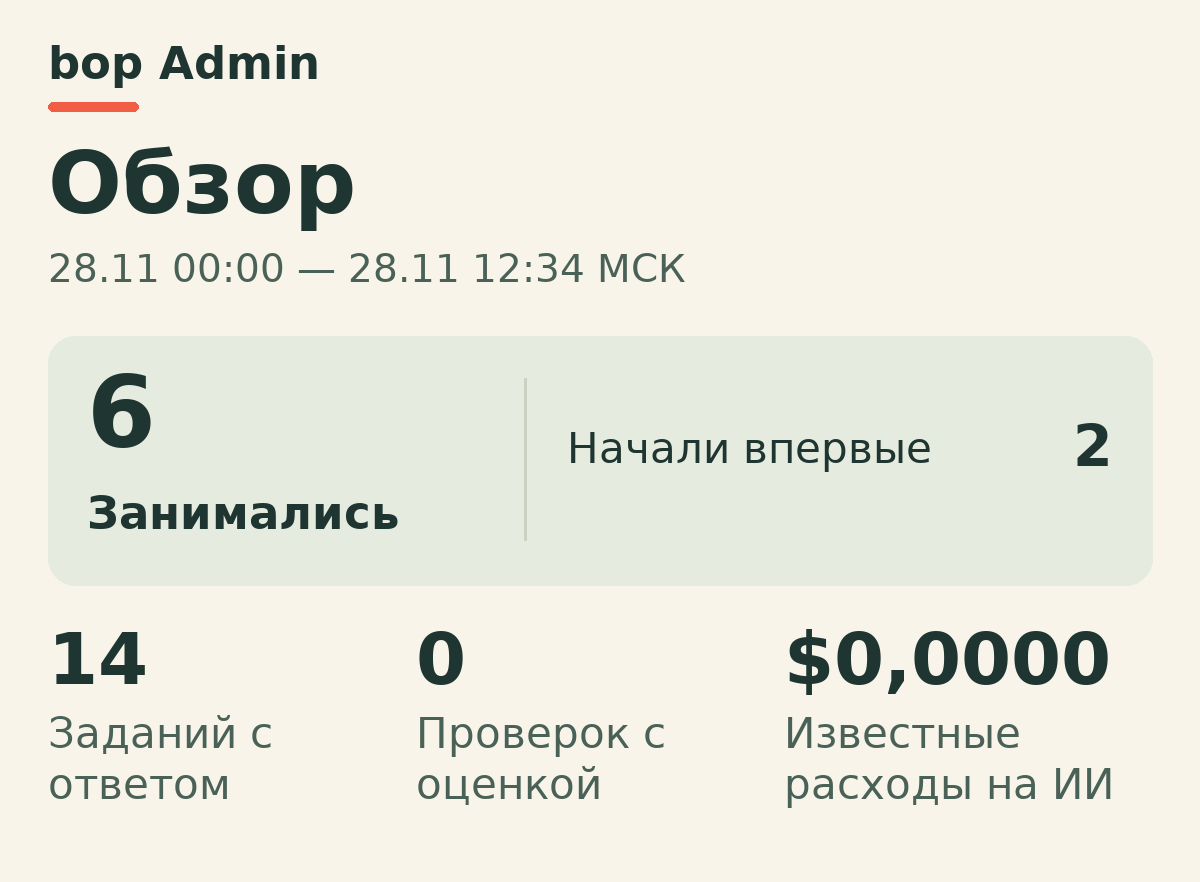 bop Admin
Обзор
28.11 00:00 — 28.11 12:34 МСК
6
Занимались
Начали впервые 2
14
Заданий с
ответом
0
Проверок с
оценкой
$0,0000
Известные
расходы на ИИ